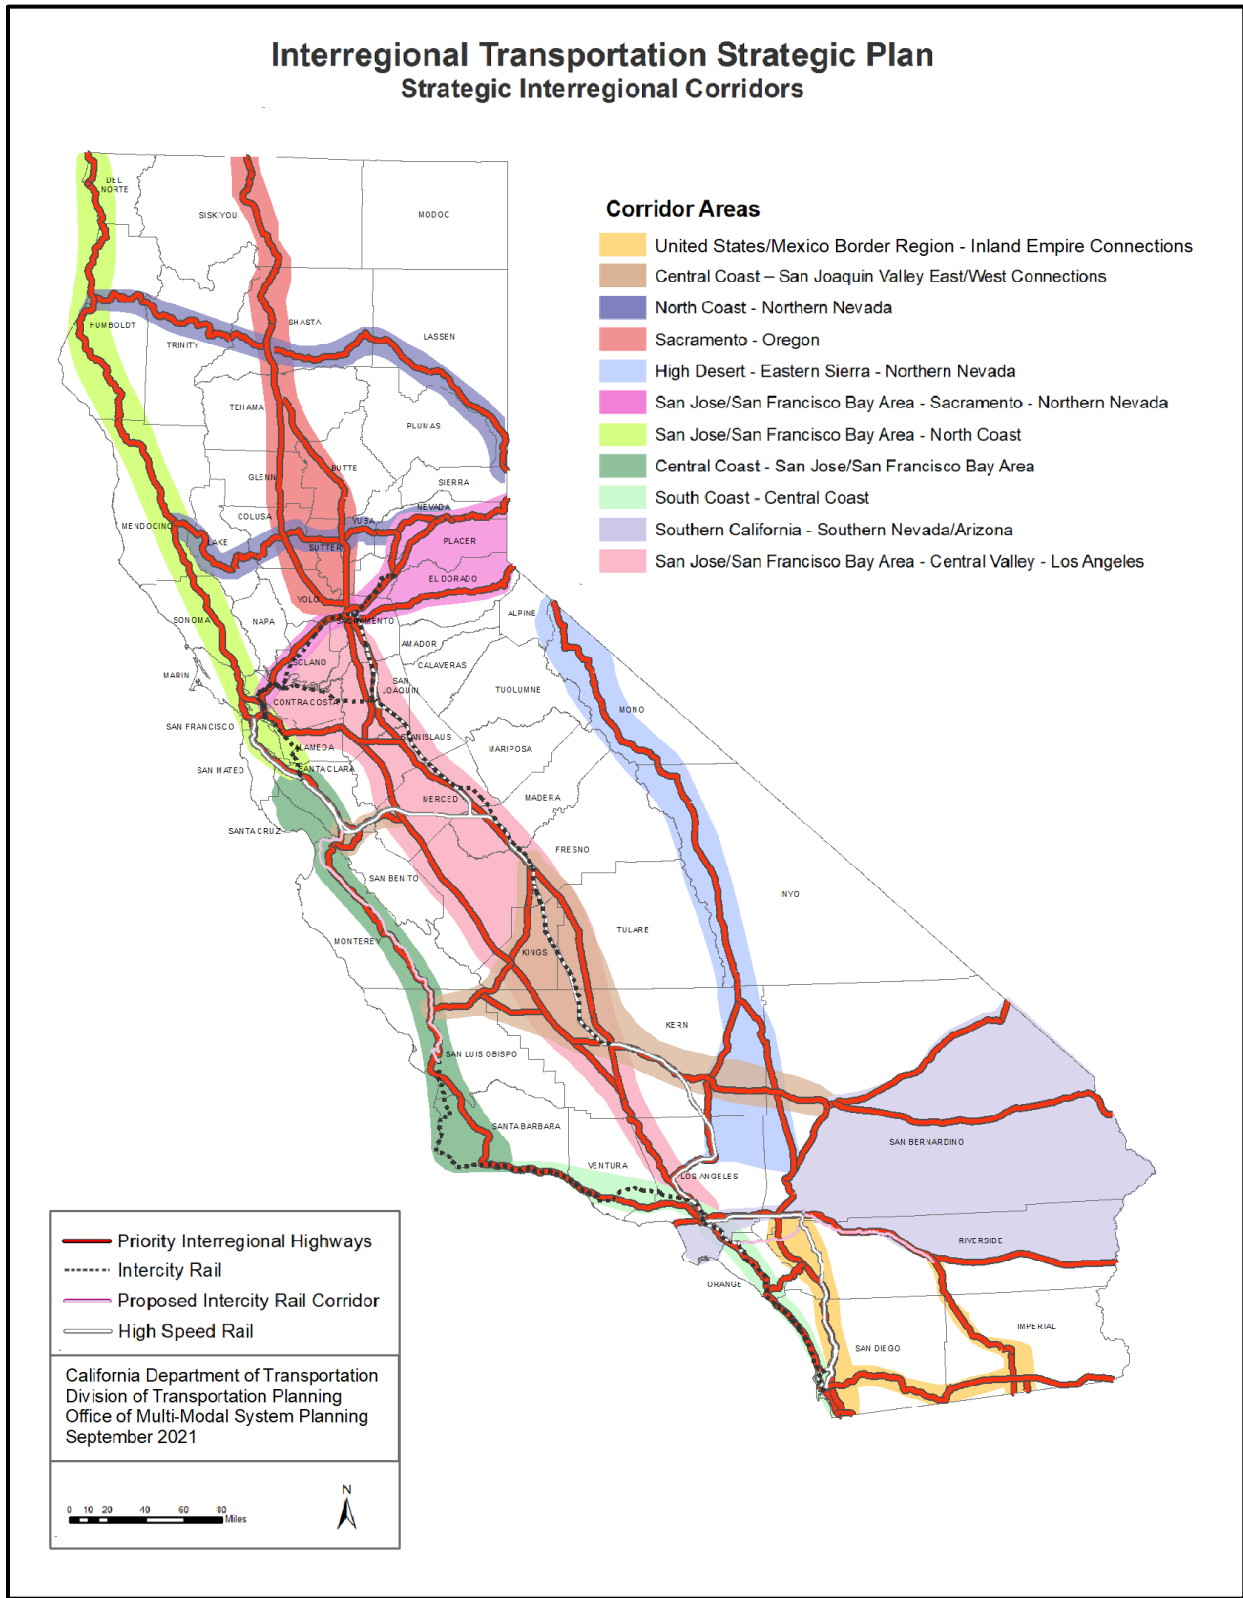 Interregional Transportation Strategic Plan
Strategic Interregional Corridors
Corridor Areas
United States/Mexico Border Region - Inland Empire Connections
Central Coast – San Joaquin Valley East/West Connections
North Coast - Northern Nevada
Sacramento - Oregon
High Desert - Eastern Sierra - Northern Nevada
San Jose/San Francisco Bay Area - Sacramento - Northern Nevada
San Jose/San Francisco Bay Area - North Coast
Central Coast - San Jose/San Francisco Bay Area
South Coast - Central Coast
Southern California - Southern Nevada/Arizona
San Jose/San Francisco Bay Area - Central Valley - Los Angeles
DEL
NORTE
SISKIYOU
MODOC
HUMBOLDT
TRINITY
SHASTA
LASSEN
TEHAMA
PLUMAS
BUTTE
GLENN
SIERRA
NEVADA
COLUSA
YUBA
MENDOCINO
LAKE
SUTTER
PLACER
EL DORADO
YOLO
SONOMA
NAPA
SACRAMENTO
ALPINE
AMADOR
SOLANO
CALAVERAS
MARIN
SAN
JOAQUIN
TUOLUMNE
CONTRA COSTA
MONO
SAN FRANCISCO
ALAMEDA
STANISLAUS
MARIPOSA
SAN MATEO
SANTA CLARA
MERCED
MADERA
SANTA CRUZ
FRESNO
SAN BENITO
INYO
TULARE
MONTEREY
KINGS
KERN
SAN LUIS OBISPO
SANTA BARBARA
SAN BERNARDINO
VENTURA
LOS ANGELES
RIVERSIDE
ORANGE
IMPERIAL
SAN DIEGO
Priority Interregional Highways
Intercity Rail
Proposed Intercity Rail Corridor
High Speed Rail
California Department of Transportation
Division of Transportation Planning
Office of Multi-Modal System Planning
September 2021
N
0 10 20 40 60 80
Miles